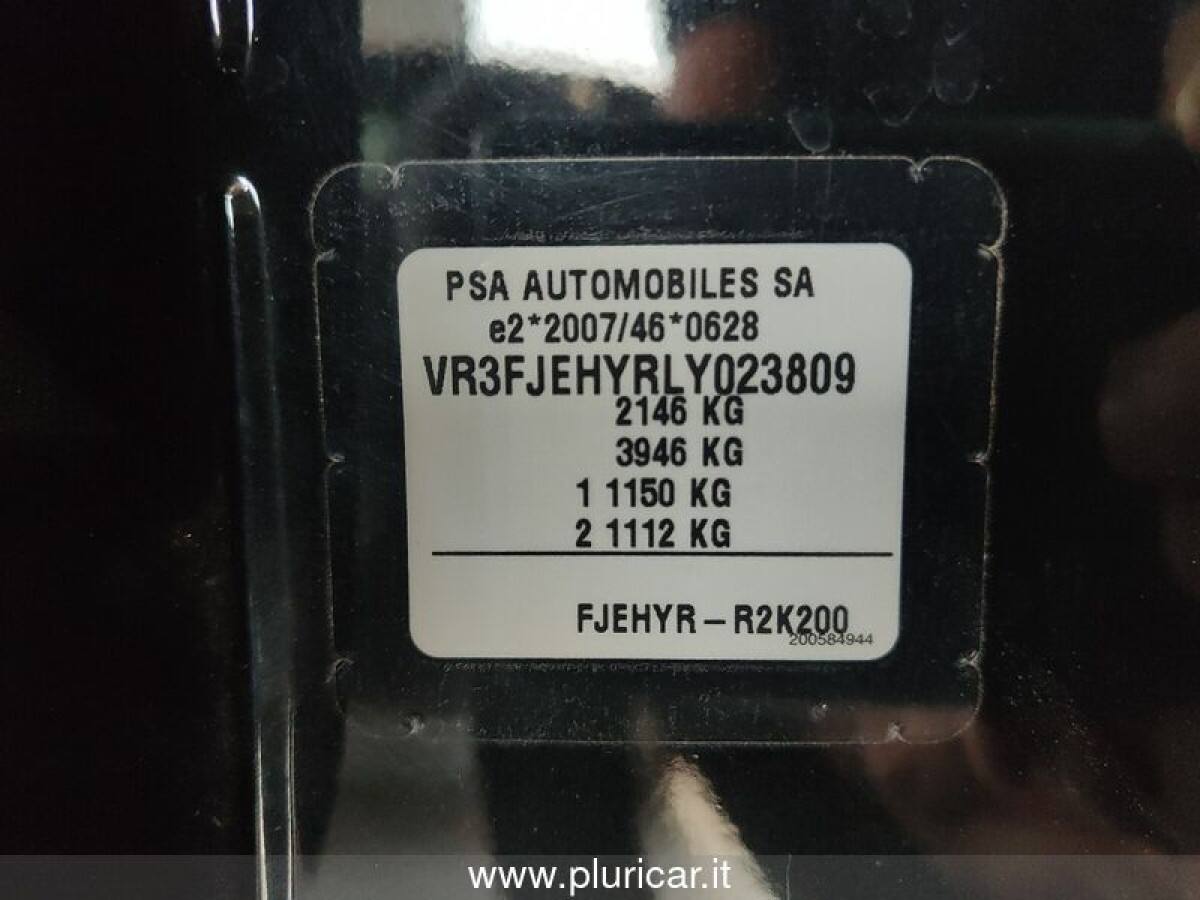 PSA AUTOMOBILES SA
e2*2007/46*0628
VR3FJEHYRLY023809
2146 KG
3946 KG
1 1150 KG
2 1112 KG
FJEHYR – R2K200
200584944
www.pluricar.it